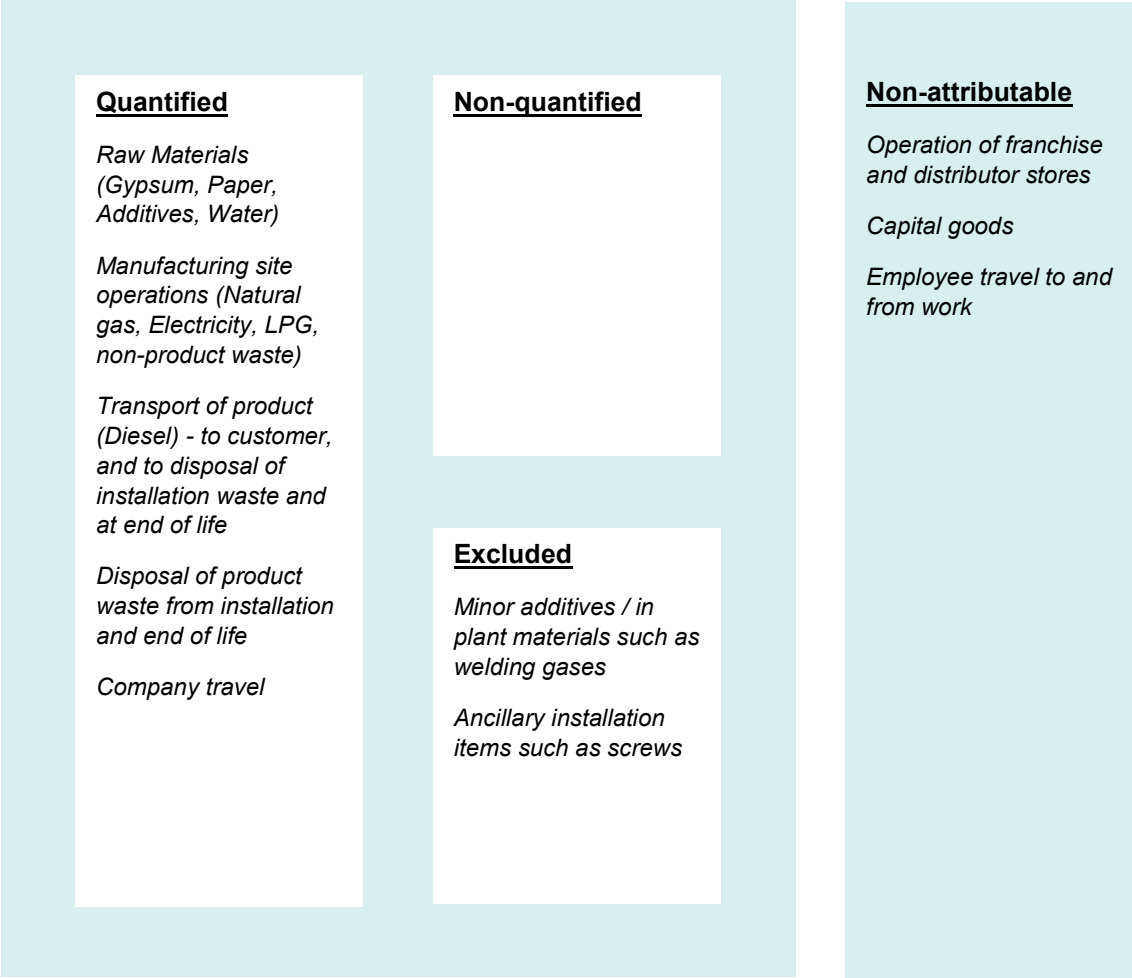 Quantified
Raw Materials
(Gypsum, Paper,
Additives, Water)
Manufacturing site
operations (Natural
gas, Electricity, LPG,
non-product waste)
Transport of product
(Diesel) - to customer,
and to disposal of
installation waste and
at end of life
Disposal of product
waste from installation
and end of life
Company travel
Non-quantified
Excluded
Minor additives / in
plant materials such as
welding gases
Ancillary installation
items such as screws
Non-attributable
Operation of franchise
and distributor stores
Capital goods
Employee travel to and
from work